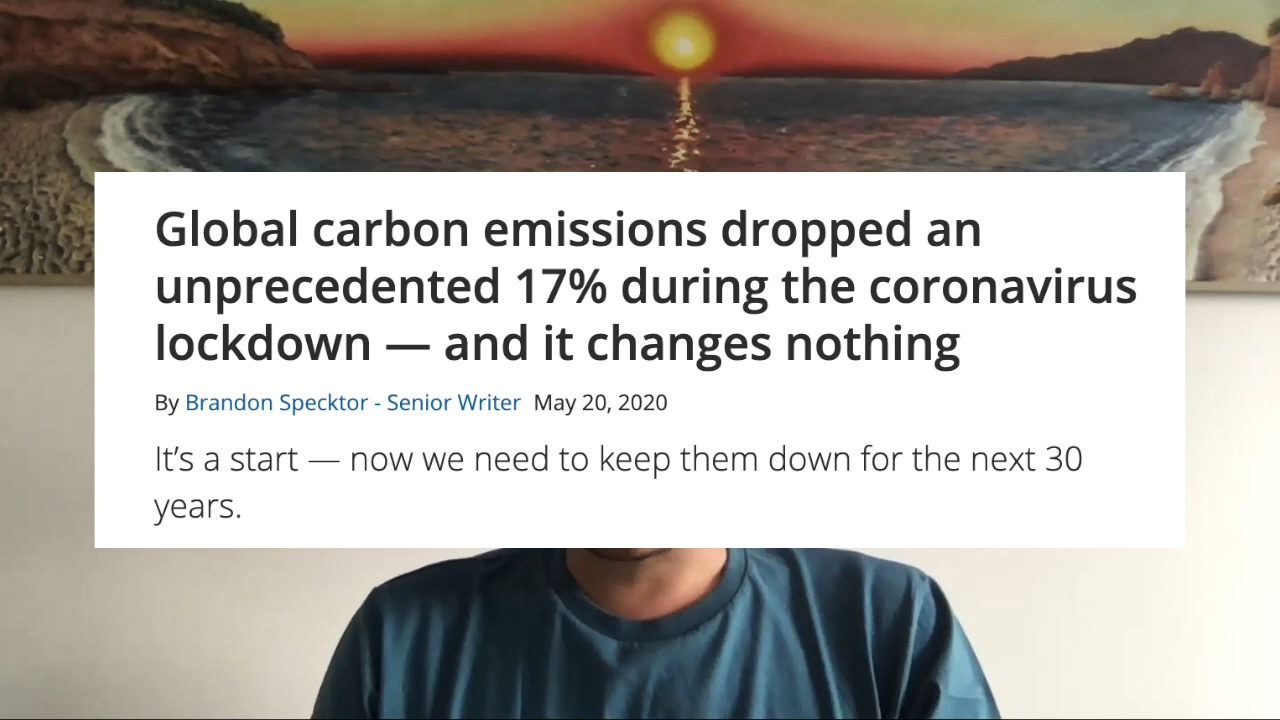 Global carbon emissions dropped an
unprecedented 17% during the coronavirus
lockdown — and it changes nothing
By Brandon Specktor - Senior Writer May 20, 2020
It’s a start — now we need to keep them down for the next 30
years.